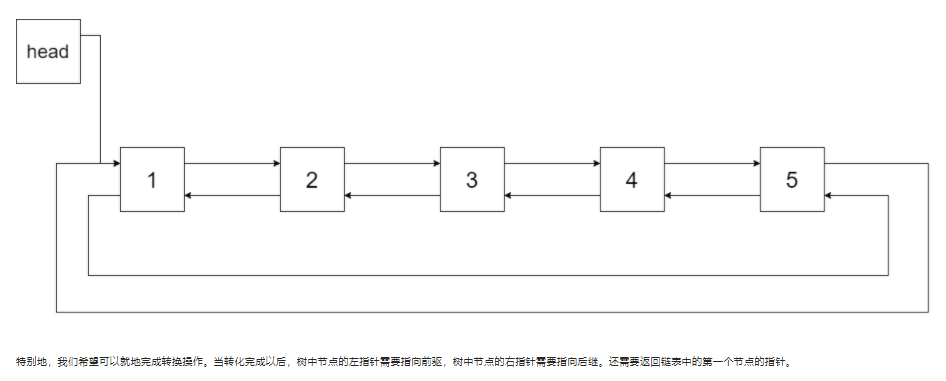 head
1 2 3 4 5
特别地，我们希望可以就地完成转换操作。当转化完成以后，树中节点的左指针需要指向前驱，树中节点的右指针需要指向后继。还需要返回链表中的第一个节点的指针。